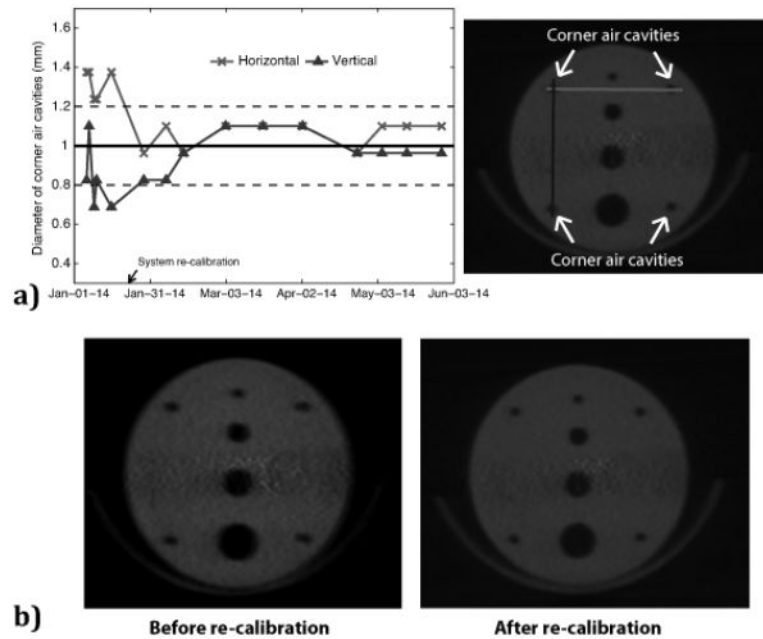 a)
Diameter of corner air cavities (mm)
1.6
1.4
1.2
1
0.8
0.6
0.4
Horizontal
Vertical
System re-calibration
Jan–01–14
Jan–31–14
Mar–03–14
Apr–02–14
May–03–14
Jun–03–14
Corner air cavities
Corner air cavities
b)
Before re-calibration
After re-calibration